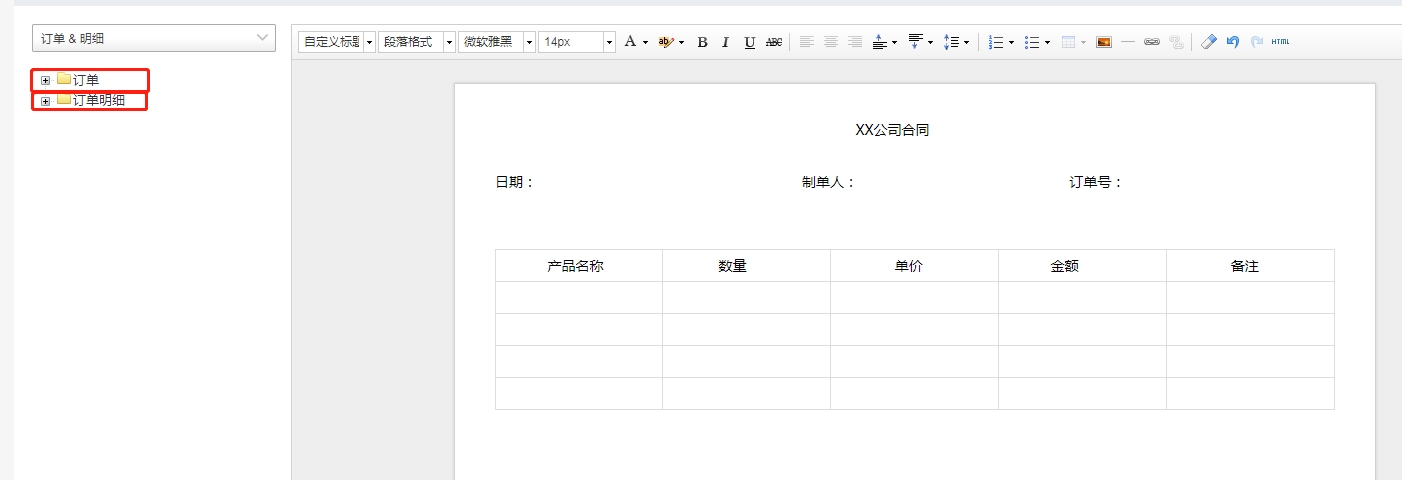 订单 & 明细
订单
订单明细
自定义标题 段落格式 微软雅黑 14px A ab B I U ABC HTML
XX公司合同
日期： 制单人： 订单号：
产品名称 数量 单价 金额 备注